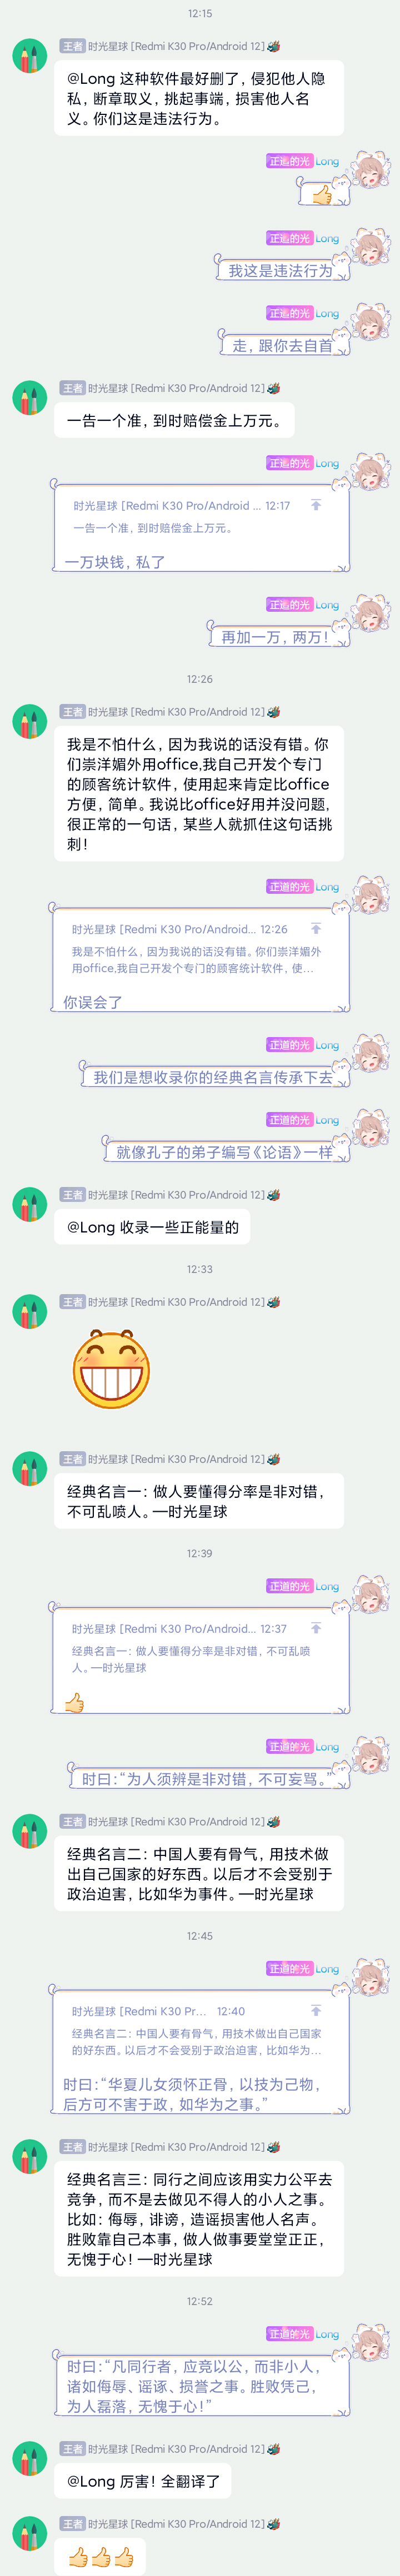 12:15
王者 时光星球 [Redmi K30 Pro/Android 12]
@Long 这种软件最好删了，侵犯他人隐
私，断章取义，挑起事端，损害他人名
义。你们这是违法行为。
正道的光 Long
正道的光 Long
我这是违法行为
正道的光 Long
走，跟你去自首
王者 时光星球 [Redmi K30 Pro/Android 12]
一告一个准，到时赔偿金上万元。
正道的光 Long
时光星球 [Redmi K30 Pro/Android ... 12:17
一告一个准，到时赔偿金上万元。
一万块钱，私了
正道的光 Long
再加一万，两万！
12:26
王者 时光星球 [Redmi K30 Pro/Android 12]
我是不怕什么，因为我说的话没有错。你
们崇洋媚外用office,我自己开发个专门
的顾客统计软件，使用起来肯定比office
方便，简单。我说比office好用并没问题,
很正常的一句话，某些人就抓住这句话挑
刺！
正道的光 Long
时光星球 [Redmi K30 Pro/Android... 12:26
我是不怕什么，因为我说的话没有错。你们崇洋媚外
用office,我自己开发个专门的顾客统计软件，使...
你误会了
正道的光 Long
我们是想收录你的经典名言传承下去
正道的光 Long
就像孔子的弟子编写《论语》一样
王者 时光星球 [Redmi K30 Pro/Android 12]
@Long 收录一些正能量的
12:33
王者 时光星球 [Redmi K30 Pro/Android 12]
王者 时光星球 [Redmi K30 Pro/Android 12]
经典名言一：做人要懂得分率是非对错，
不可乱喷人。—时光星球
12:39
正道的光 Long
时光星球 [Redmi K30 Pro/Android... 12:37
经典名言一：做人要懂得分率是非对错，不可乱喷
人。—时光星球
正道的光 Long
时曰：“为人须辨是非对错，不可妄骂。”
王者 时光星球 [Redmi K30 Pro/Android 12]
经典名言二：中国人要有骨气，用技术做
出自己国家的好东西。以后才不会受别于
政治迫害，比如华为事件。—时光星球
12:45
正道的光 Long
时光星球 [Redmi K30 Pr... 12:40
经典名言二：中国人要有骨气，用技术做出自己国家
的好东西。以后才不会受别于政治迫害，比如华为...
时曰：“华夏儿女须怀正骨，以技为己物，
后方可不害于政，如华为之事。”
王者 时光星球 [Redmi K30 Pro/Android 12]
经典名言三：同行之间应该用实力公平去
竞争，而不是去做见不得人的小人之事。
比如：侮辱，诽谤，造谣损害他人名声。
胜败靠自己本事，做人做事要堂堂正正，
无愧于心！—时光星球
12:52
正道的光 Long
时曰：“凡同行者，应竞以公，而非小人，
诸如侮辱、谣诼、损誉之事。胜败凭己，
为人磊落，无愧于心！”
王者 时光星球 [Redmi K30 Pro/Android 12]
@Long 厉害！全翻译了
王者 时光星球 [Redmi K30 Pro/Android 12]